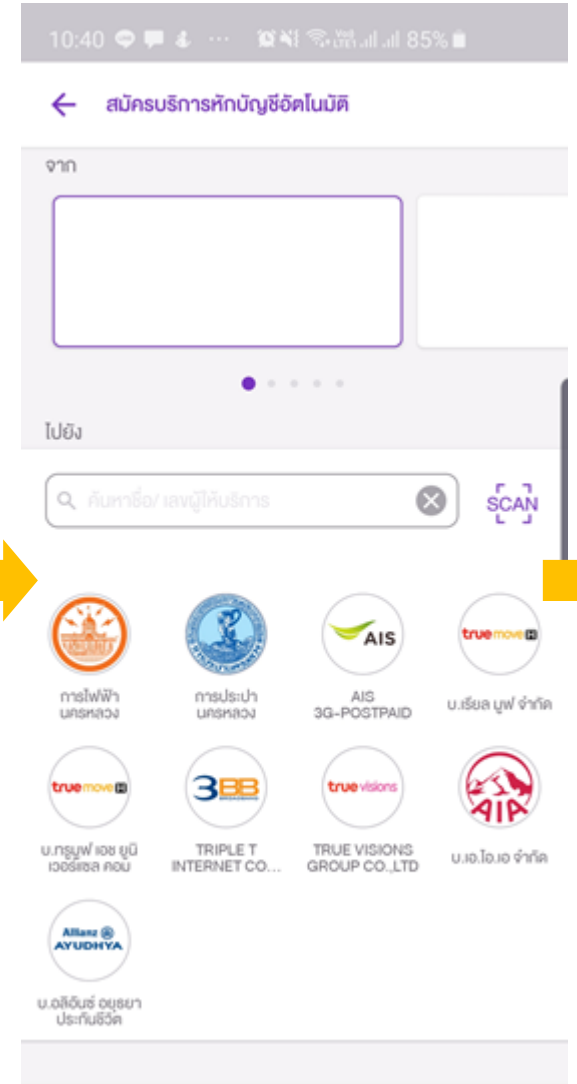 10:40 ... 85%
สมัครบริการหักบัญชีอัตโนมัติ
จาก
ไปยัง
ค้นหาชื่อ/ เลขผู้ให้บริการ
SCAN
AIS
true move H
การไฟฟ้า
นครหลวง
การประปา
นครหลวง
AIS
3G-POSTPAID
บ.เรียล มูฟ จำกัด
true move H
3BB
BROADBAND
true visions
AIA
บ.ทรูมูฟ เอช ยูนิ
เวอร์แซล คอม
TRIPLE T
INTERNET CO...
TRUE VISIONS
GROUP CO.,LTD
บ.เอ.ไอ.เอ จำกัด
Allianz
AYUDHYA
บ.อลิอันซ์ อยุธยา
ประกันชีวิต